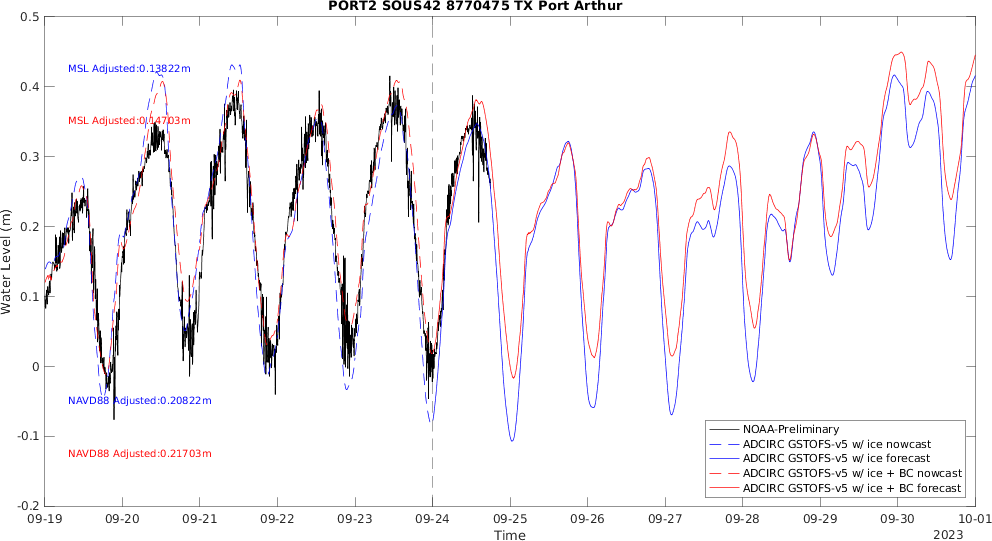 PORT2 SOUS42 8770475 TX Port Arthur
0.5
0.4
0.3
0.2
0.1
0
-0.1
-0.2
Water Level (m)
MSL Adjusted:0.13822m
MSL Adjusted:0.14703m
NAVD88 Adjusted:0.20822m
NAVD88 Adjusted:0.21703m
NOAA-Preliminary
ADCIRC GSTOFS-v5 w/ ice nowcast
ADCIRC GSTOFS-v5 w/ ice forecast
ADCIRC GSTOFS-v5 w/ ice + BC nowcast
ADCIRC GSTOFS-v5 w/ ice + BC forecast
09-19 09-20 09-21 09-22 09-23 09-24 09-25 09-26 09-27 09-28 09-29 09-30 10-01
Time
2023